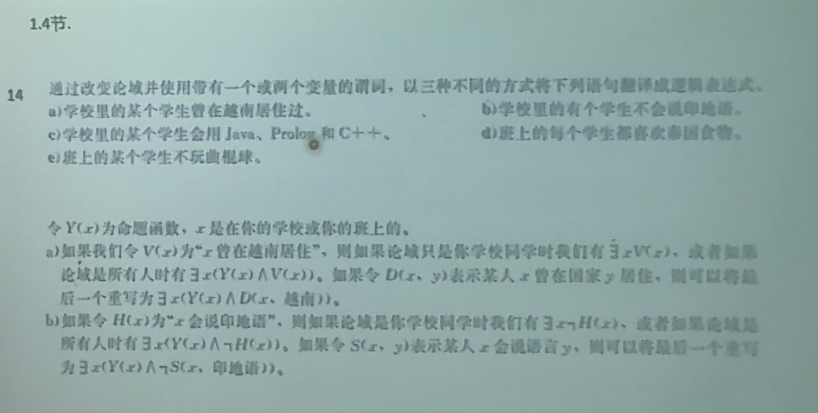 1.4节.
14 通过改变论域并使用带有一个或两个变量的谓词，以三种不同的方式将下列语句翻译成逻辑表达式。
a)学校里的某个学生曾在越南居住过。 b)学校里的有个学生不会说印地语。
c)学校里的某个学生会用 Java、Prolog 和 C++。 d)班上的每个学生都喜欢泰国食物。
e)班上的某个学生不玩曲棍球。
令 Y(x)为命题函数，x 是在你的学校或你的班上的。
a)如果我们令 V(x)为“x 曾在越南居住”，则如果论域只是你学校同学时我们有∃xV(x)，或者如果
论域是所有人时有∃x(Y(x)∧V(x))。如果令 D(x，y)表示某人 x 曾在国家 y 居住，则可以将最
后一个重写为∃x(Y(x)∧D(x，越南))。
b)如果令 H(x)为“x 会说印地语”，则如果论域是你学校同学时我们有∃x¬H(x)，或者如果论域是
所有人时有∃x(Y(x)∧¬H(x))。如果令 S(x，y)表示某人 x 会说语言 y，则可以将最后一个重写
为∃x(Y(x)∧¬S(x，印地语))。